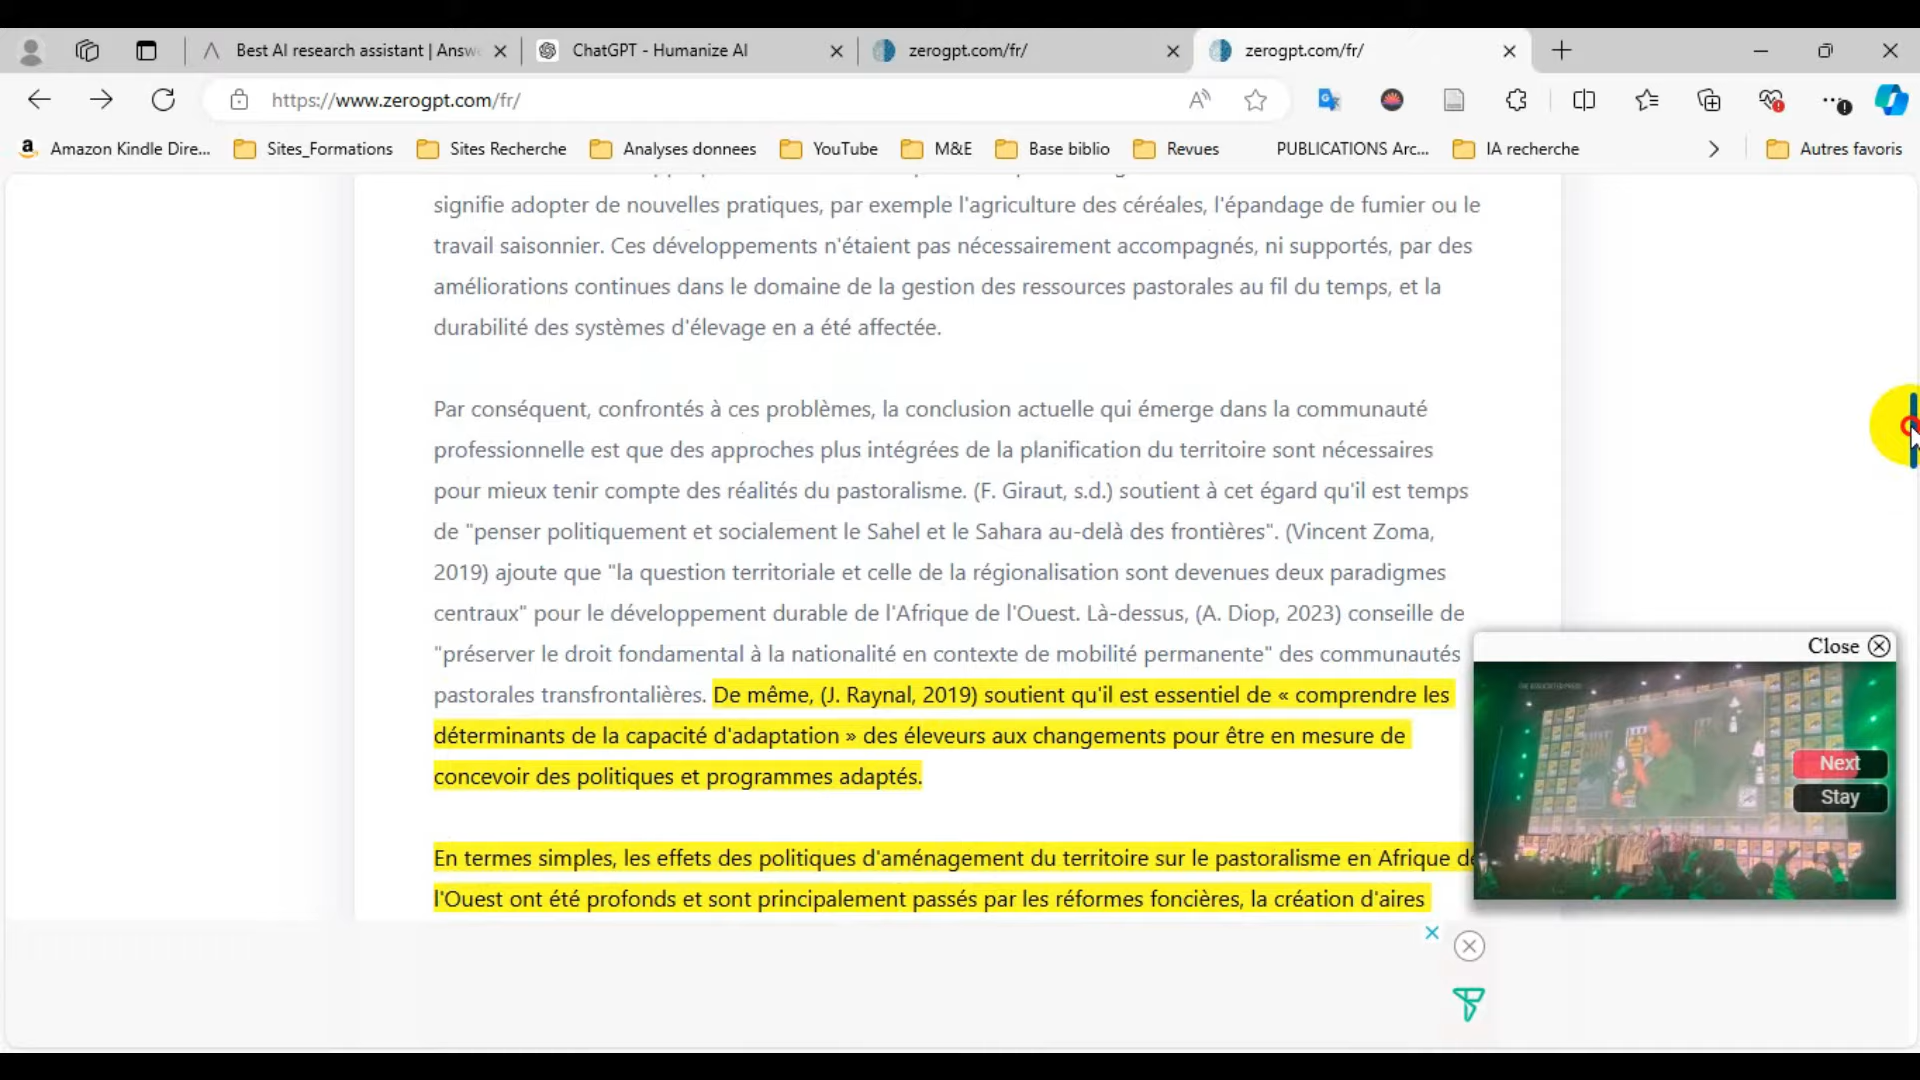 Best AI research assistant | Answ
ChatGPT - Humanize AI
zerogpt.com/fr/
zerogpt.com/fr/
https://www.zerogpt.com/fr/
Amazon Kindle Dire...
Sites_Formations
Sites Recherche
Analyses donnees
YouTube
M&E
Base biblio
Revues
PUBLICATIONS Arc...
IA recherche
Autres favoris
signifie adopter de nouvelles pratiques, par exemple l'agriculture des céréales, l'épandage de fumier ou le
travail saisonnier. Ces développements n'étaient pas nécessairement accompagnés, ni supportés, par des
améliorations continues dans le domaine de la gestion des ressources pastorales au fil du temps, et la
durabilité des systèmes d'élevage en a été affectée.
Par conséquent, confrontés à ces problèmes, la conclusion actuelle qui émerge dans la communauté
professionnelle est que des approches plus intégrées de la planification du territoire sont nécessaires
pour mieux tenir compte des réalités du pastoralisme. (F. Giraut, s.d.) soutient à cet égard qu'il est temps
de "penser politiquement et socialement le Sahel et le Sahara au-delà des frontières". (Vincent Zoma,
2019) ajoute que "la question territoriale et celle de la régionalisation sont devenues deux paradigmes
centraux" pour le développement durable de l'Afrique de l'Ouest. Là-dessus, (A. Diop, 2023) conseille de
"préserver le droit fondamental à la nationalité en contexte de mobilité permanente" des communautés
pastorales transfrontalières. De même, (J. Raynal, 2019) soutient qu'il est essentiel de « comprendre les
déterminants de la capacité d'adaptation » des éleveurs aux changements pour être en mesure de
concevoir des politiques et programmes adaptés.
En termes simples, les effets des politiques d'aménagement du territoire sur le pastoralisme en Afrique de
l'Ouest ont été profonds et sont principalement passés par les réformes foncières, la création d'aires
Close
THE ASSOCIATED PRESS
Next
Stay